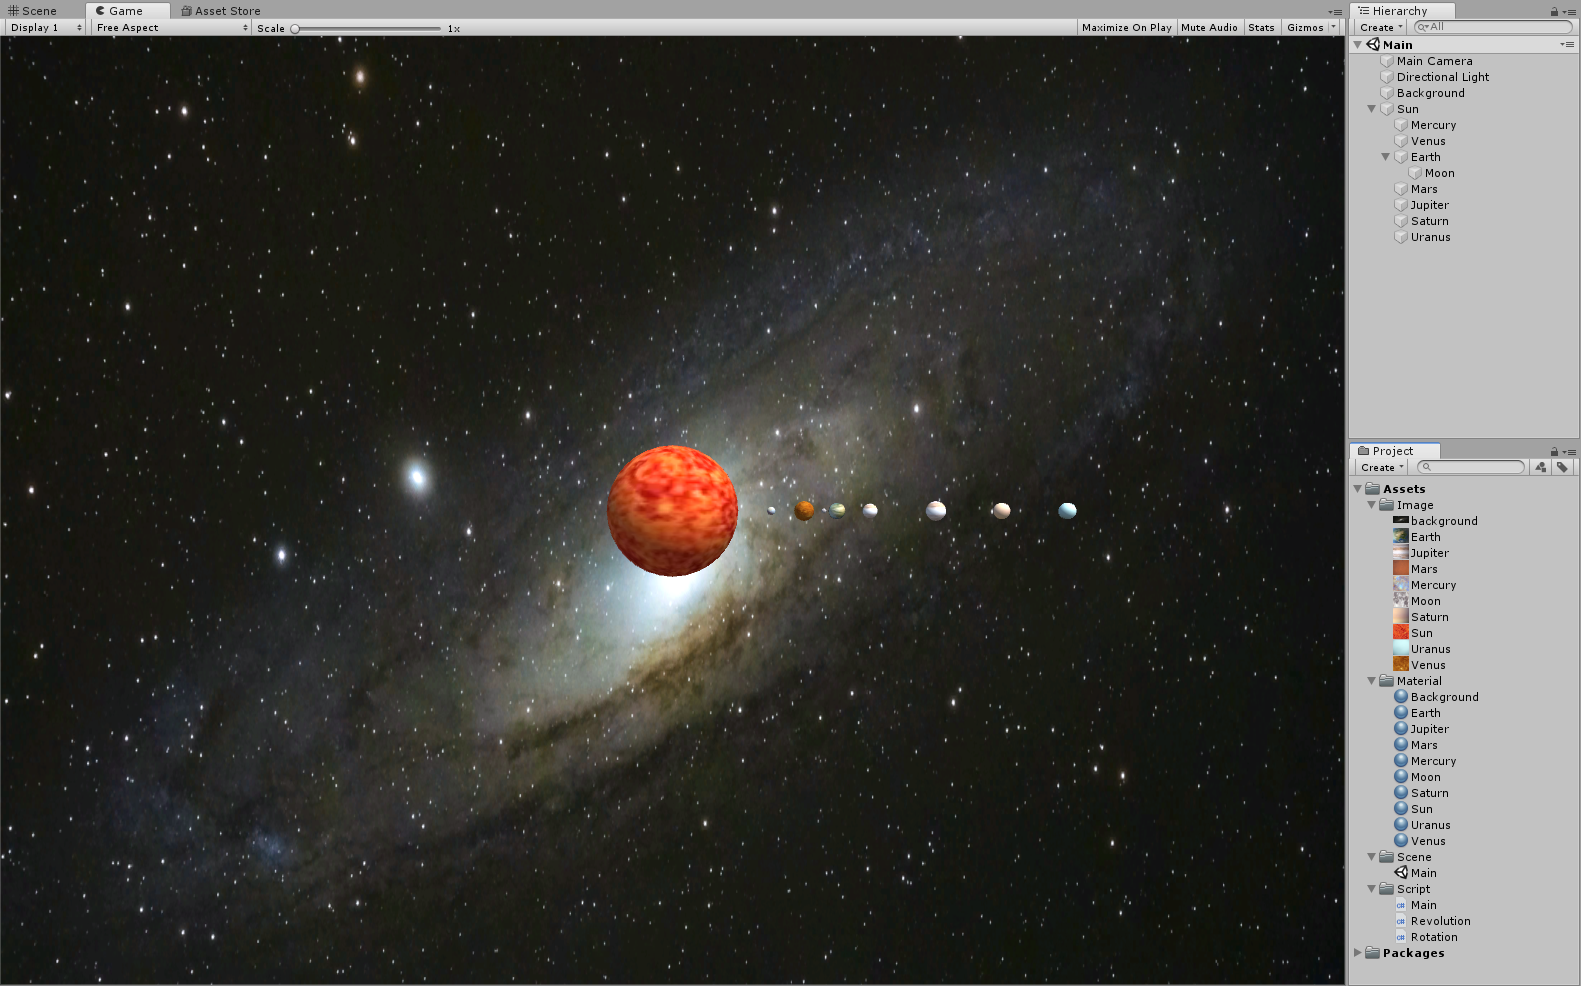 Scene Game Asset Store
Display 1 Free Aspect Scale 1x Maximize On Play Mute Audio Stats Gizmos
Hierarchy
Create All
Main
Main Camera
Directional Light
Background
Sun
Mercury
Venus
Earth
Moon
Mars
Jupiter
Saturn
Uranus
Project
Create
Assets
Image
background
Earth
Jupiter
Mars
Mercury
Moon
Saturn
Sun
Uranus
Venus
Material
Background
Earth
Jupiter
Mars
Mercury
Moon
Saturn
Sun
Uranus
Venus
Scene
Main
Script
C# Main
C# Revolution
C# Rotation
Packages